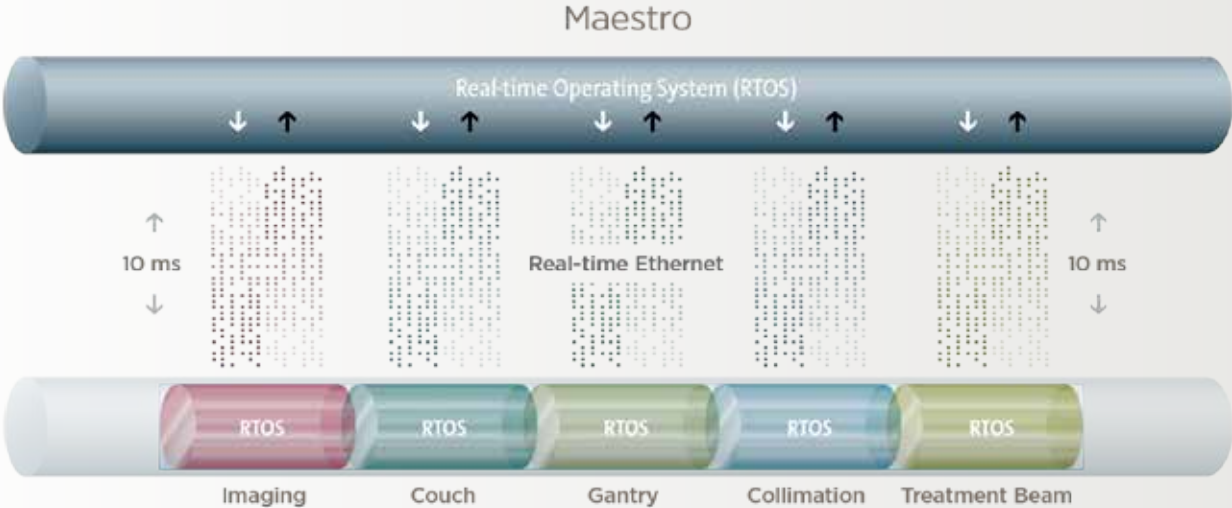 Maestro
Real-time Operating System (RTOS)
10 ms
Real-time Ethernet
10 ms
RTOS RTOS RTOS RTOS RTOS
Imaging Couch Gantry Collimation Treatment Beam